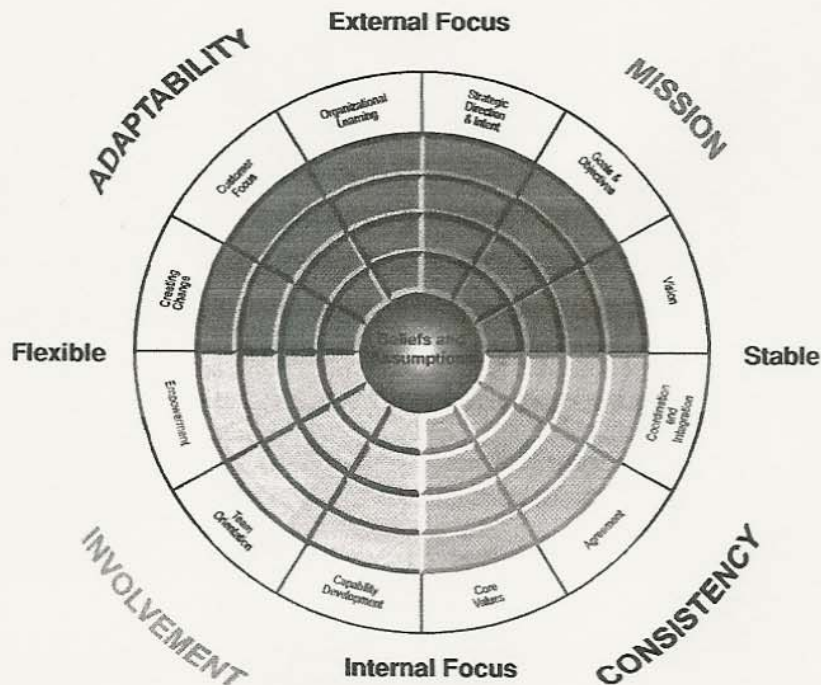 External Focus
ADAPTABILITY
MISSION
Organizational
Learning
Strategic
Direction
& Intent
Customer
Focus
Goals &
Objectives
Creating
Change
Vision
Beliefs and
Assumptions
Flexible
Stable
Empowerment
Coordination
and
Integration
Team
Orientation
Agreement
Capability
Development
Core
Values
INVOLVEMENT
CONSISTENCY
Internal Focus